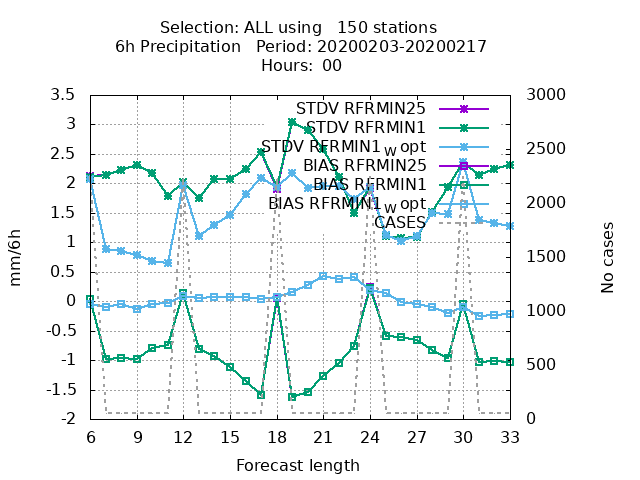 Selection: ALL using 150 stations
6h Precipitation Period: 20200203-20200217
Hours: 00
STDV RFRMIN25
STDV RFRMIN1
STDV RFRMIN1_w opt
BIAS RFRMIN25
BIAS RFRMIN1
BIAS RFRMIN1_w opt
CASES
3.5
3
2.5
2
1.5
1
0.5
0
-0.5
-1
-1.5
-2
mm/6h
3000
2500
2000
1500
1000
500
0
No cases
6 9 12 15 18 21 24 27 30 33
Forecast length